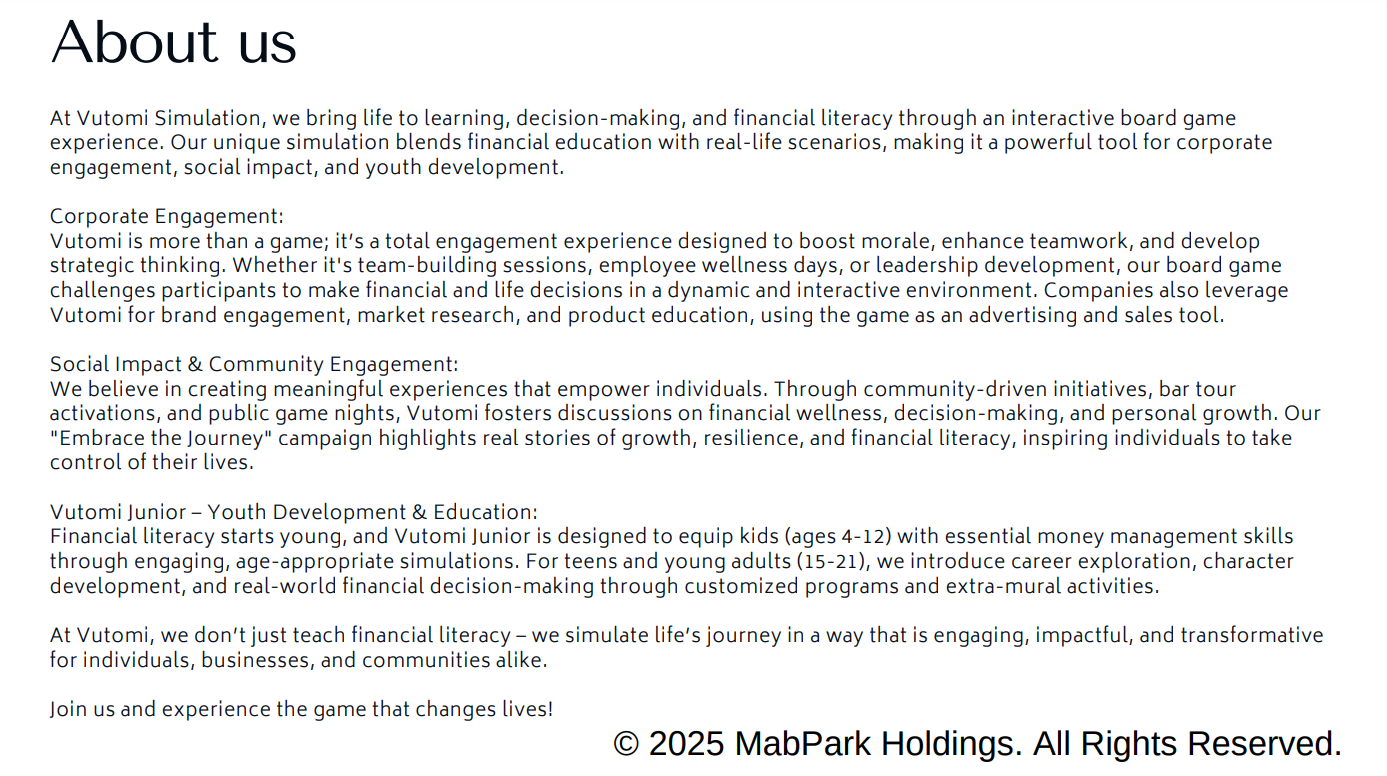 About us
At Vutomi Simulation, we bring life to learning, decision-making, and financial literacy through an interactive board game
experience. Our unique simulation blends financial education with real-life scenarios, making it a powerful tool for corporate
engagement, social impact, and youth development.
Corporate Engagement:
Vutomi is more than a game; it’s a total engagement experience designed to boost morale, enhance teamwork, and develop
strategic thinking. Whether it's team-building sessions, employee wellness days, or leadership development, our board game
challenges participants to make financial and life decisions in a dynamic and interactive environment. Companies also leverage
Vutomi for brand engagement, market research, and product education, using the game as an advertising and sales tool.
Social Impact & Community Engagement:
We believe in creating meaningful experiences that empower individuals. Through community-driven initiatives, bar tour
activations, and public game nights, Vutomi fosters discussions on financial wellness, decision-making, and personal growth. Our
"Embrace the Journey" campaign highlights real stories of growth, resilience, and financial literacy, inspiring individuals to take
control of their lives.
Vutomi Junior – Youth Development & Education:
Financial literacy starts young, and Vutomi Junior is designed to equip kids (ages 4-12) with essential money management skills
through engaging, age-appropriate simulations. For teens and young adults (15-21), we introduce career exploration, character
development, and real-world financial decision-making through customized programs and extra-mural activities.
At Vutomi, we don’t just teach financial literacy – we simulate life’s journey in a way that is engaging, impactful, and transformative
for individuals, businesses, and communities alike.
Join us and experience the game that changes lives!
© 2025 MabPark Holdings. All Rights Reserved.